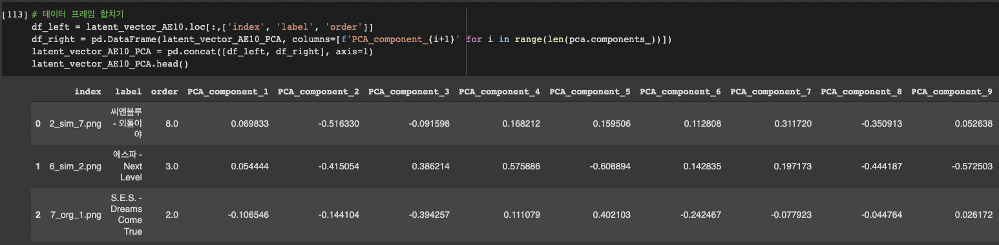 [113] # 데이터 프레임 합치기
df_left = latent_vector_AE10.loc[:,['index', 'label', 'order']]
df_right = pd.DataFrame(latent_vector_AE10_PCA, columns=[f'PCA_component_{i+1}' for i in range(len(pca.components_))])
latent_vector_AE10_PCA = pd.concat([df_left, df_right], axis=1)
latent_vector_AE10_PCA.head()
index label order PCA_component_1 PCA_component_2 PCA_component_3 PCA_component_4 PCA_component_5 PCA_component_6 PCA_component_7 PCA_component_8 PCA_component_9
씨엔블루
0 2_sim_7.png - 외톨이 8.0 0.069833 -0.516330 -0.091598 0.168212 0.159506 0.112808 0.311720 -0.350913 0.052638
야
에스파 -
1 6_sim_2.png Next 3.0 0.054444 -0.415054 0.386214 0.575886 -0.608894 0.142835 0.197173 -0.444187 -0.572503
Level
S.E.S. -
Dreams
2 7_org_1.png 2.0 -0.106546 -0.144104 -0.394257 0.111079 0.402103 -0.242467 -0.077923 -0.044764 0.026172
Come
True